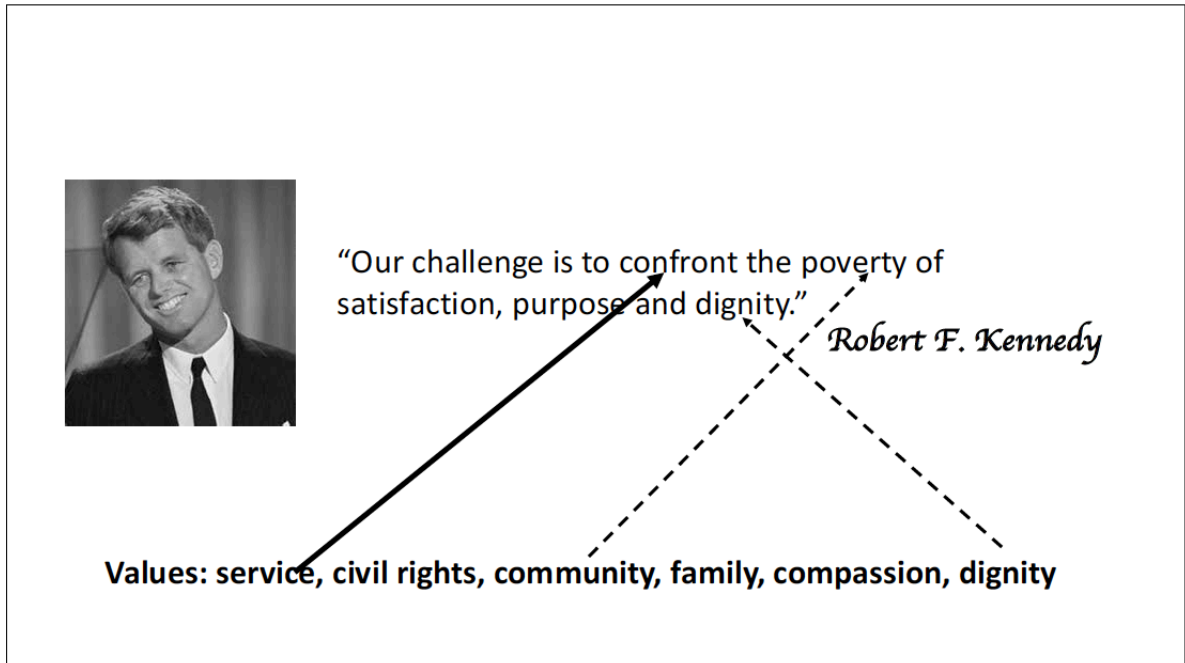 “Our challenge is to confront the poverty of
satisfaction, purpose and dignity.”
Robert F. Kennedy
Values: service, civil rights, community, family, compassion, dignity